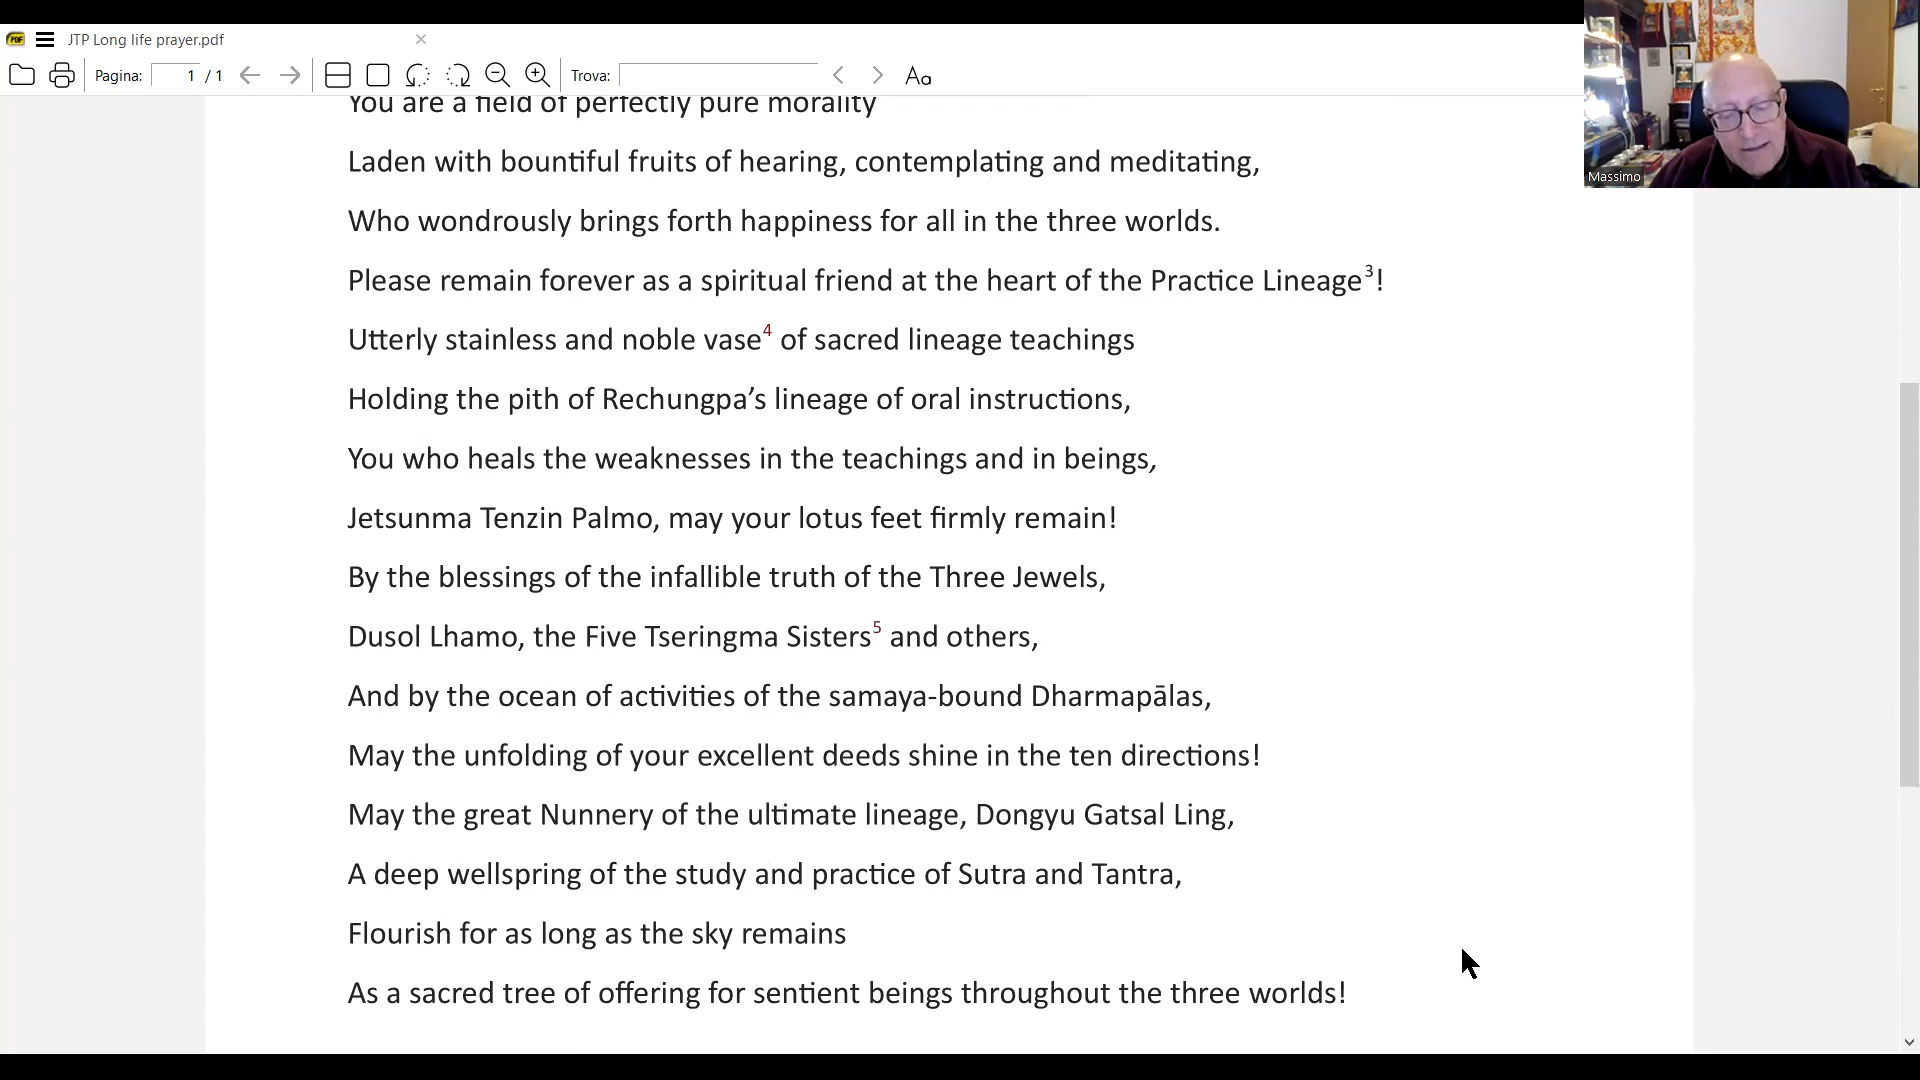 JTP Long life prayer.pdf
Pagina: 1 / 1 Trova: Aa
You are a field of perfectly pure morality
Laden with bountiful fruits of hearing, contemplating and meditating,
Who wondrously brings forth happiness for all in the three worlds.
Please remain forever as a spiritual friend at the heart of the Practice Lineage3!
Utterly stainless and noble vase4 of sacred lineage teachings
Holding the pith of Rechungpa’s lineage of oral instructions,
You who heals the weaknesses in the teachings and in beings,
Jetsunma Tenzin Palmo, may your lotus feet firmly remain!
By the blessings of the infallible truth of the Three Jewels,
Dusol Lhamo, the Five Tseringma Sisters5 and others,
And by the ocean of activities of the samaya-bound Dharmapālas,
May the unfolding of your excellent deeds shine in the ten directions!
May the great Nunnery of the ultimate lineage, Dongyu Gatsal Ling,
A deep wellspring of the study and practice of Sutra and Tantra,
Flourish for as long as the sky remains
As a sacred tree of offering for sentient beings throughout the three worlds!
Massimo